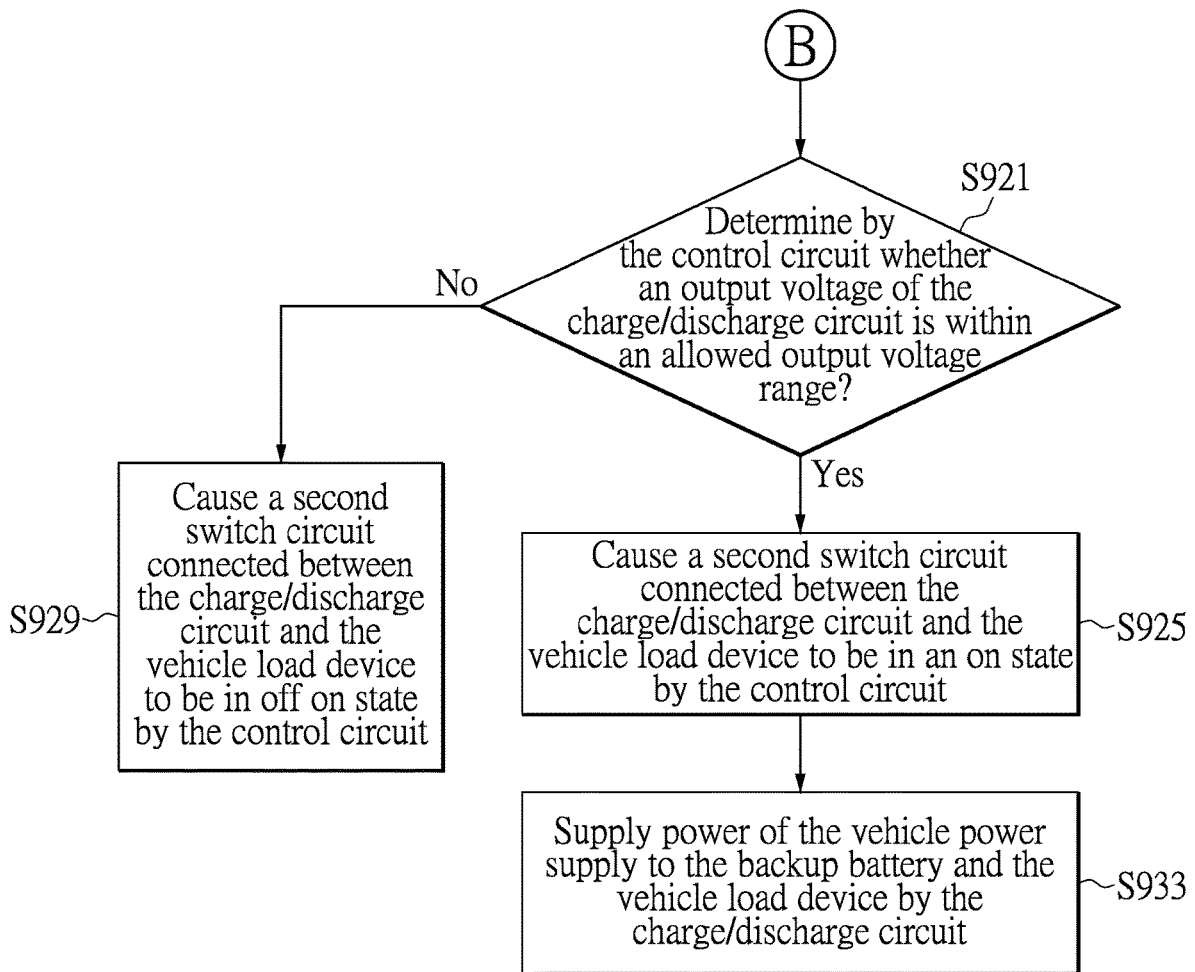 B
S921
Determine by
the control circuit whether
an output voltage of the
charge/discharge circuit is within
an allowed output voltage
range?
No
Yes
Cause a second
switch circuit
connected between
the charge/discharge
circuit and the
vehicle load device
to be in off on state
by the control circuit
S929
Cause a second switch circuit
connected between the
charge/discharge circuit and the
vehicle load device to be in an on state
by the control circuit
S925
Supply power of the vehicle power
supply to the backup battery and the
vehicle load device by the
charge/discharge circuit
S933